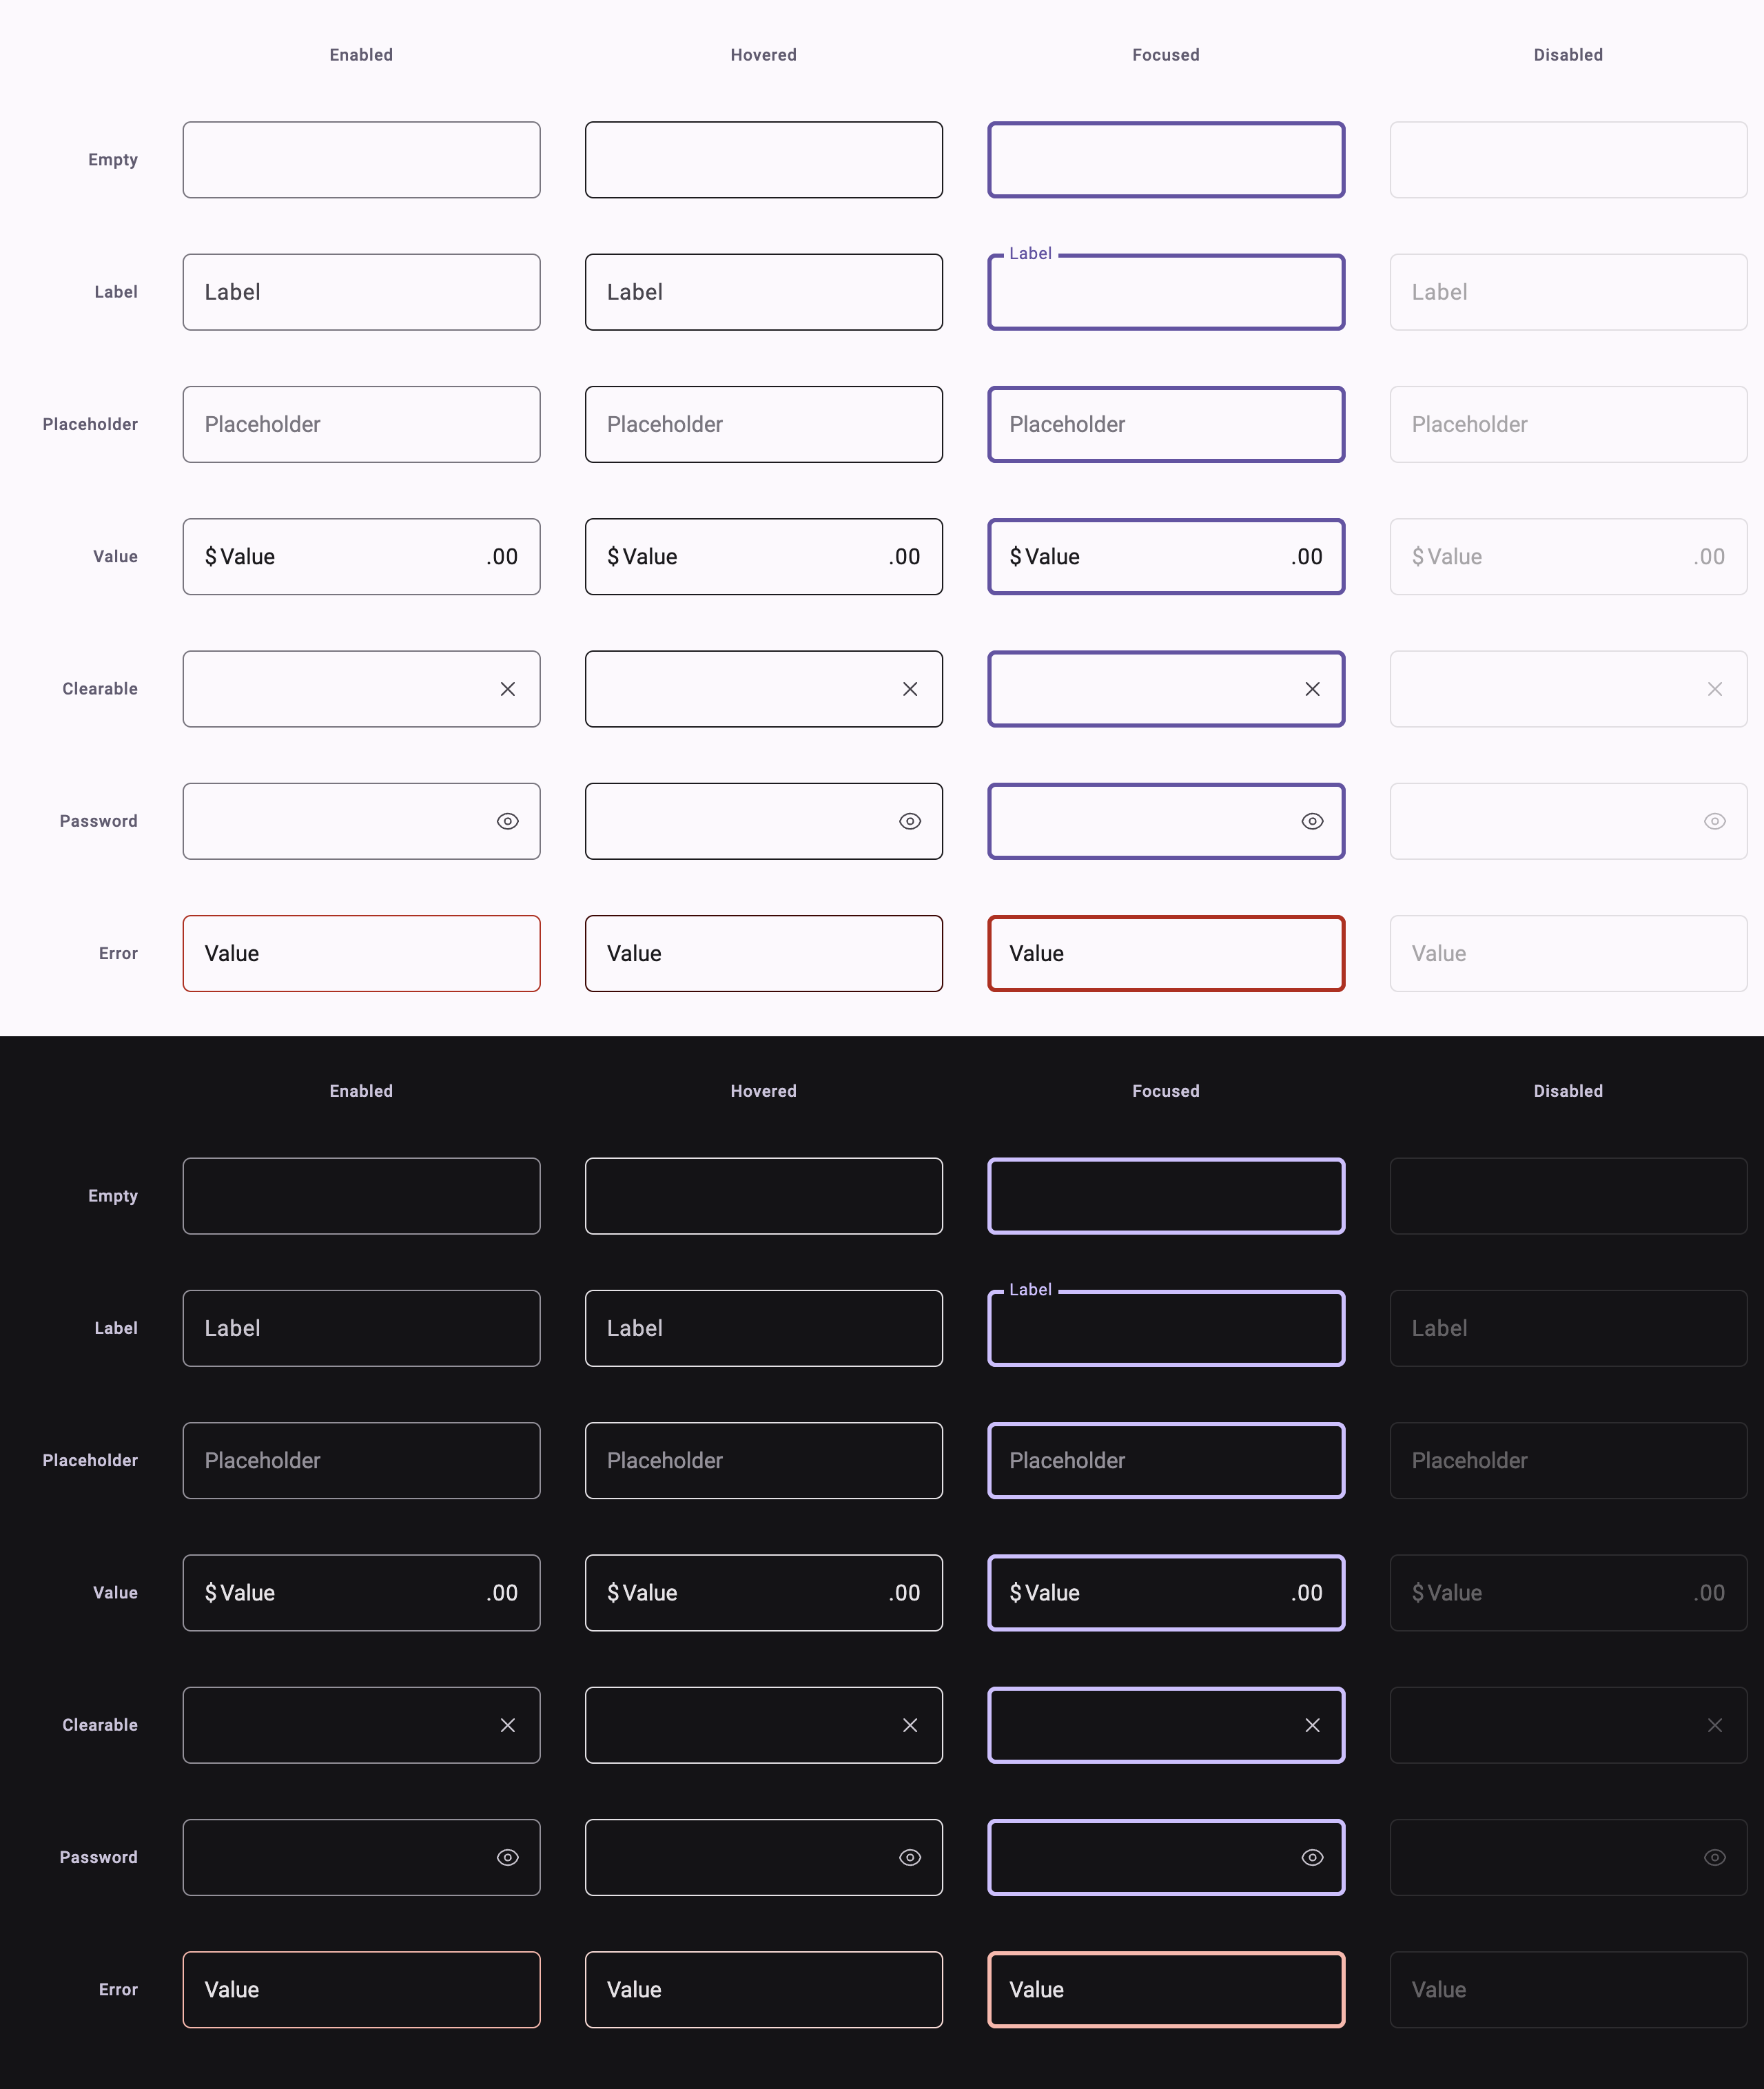 Enabled Hovered Focused Disabled
Empty
Label Label Label Label Label
Placeholder Placeholder Placeholder Placeholder Placeholder
Value $ Value .00 $ Value .00 $ Value .00 $ Value .00
Clearable
Password
Error Value Value Value Value
Enabled Hovered Focused Disabled
Empty
Label Label Label Label Label
Placeholder Placeholder Placeholder Placeholder Placeholder
Value $ Value .00 $ Value .00 $ Value .00 $ Value .00
Clearable
Password
Error Value Value Value Value